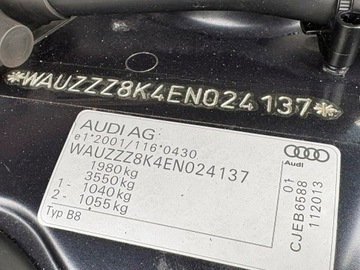 *WAUZZZ8K4EN024137*
AUDI AG
e1*2001/116*0430
WAUZZZ8K4EN024137
1980kg
3550kg
1 - 1040kg
2 - 1055kg
Typ B8
Audi
CJEB6588 01
112013